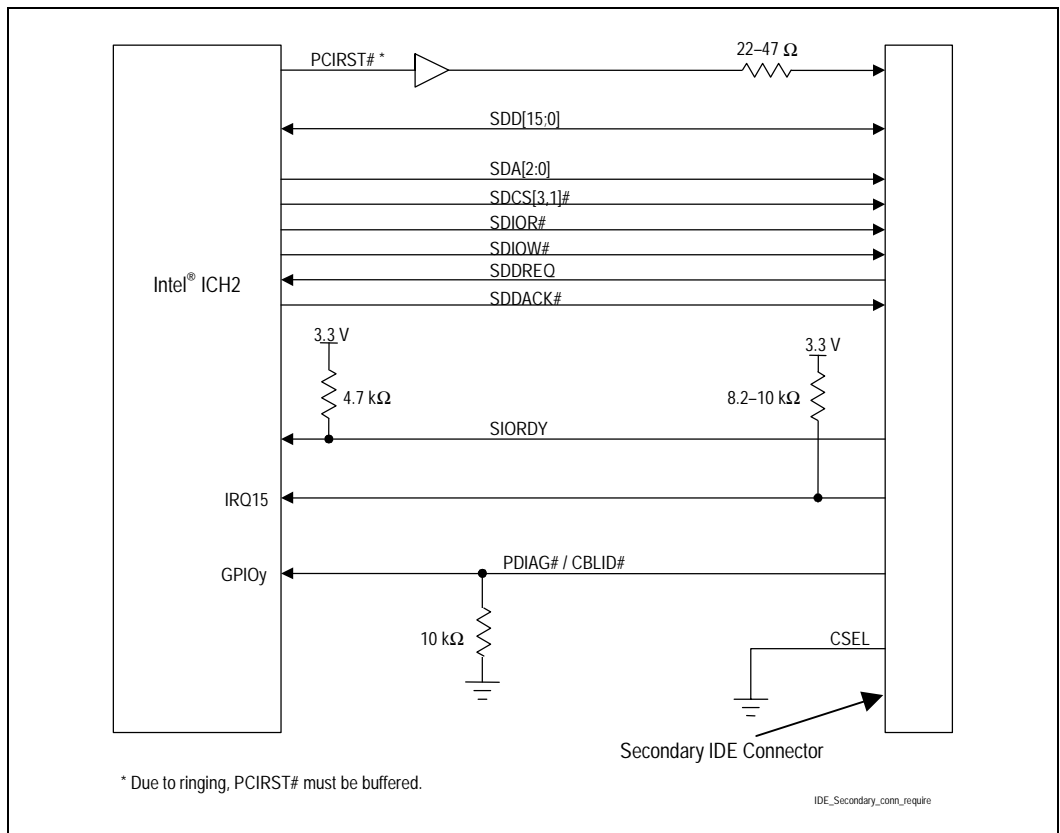 PCIRST# *
22–47 Ω
SDD[15;0]
SDA[2:0]
SDCS[3,1]#
SDIOR#
SDIOW#
SDDREQ
Intel® ICH2
SDDACK#
3.3 V
3.3 V
4.7 kΩ
8.2–10 kΩ
SIORDY
IRQ15
PDIAG# / CBLID#
GPIOy
10 kΩ
CSEL
Secondary IDE Connector
* Due to ringing, PCIRST# must be buffered.
IDE_Secondary_conn_require